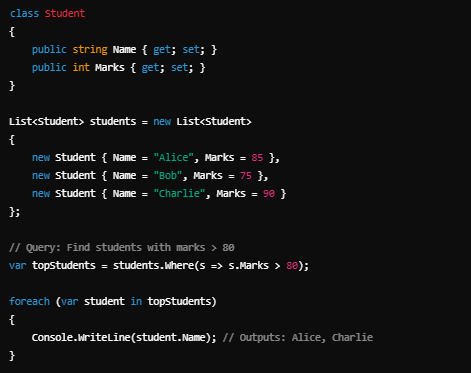 class Student
{
    public string Name { get; set; }
    public int Marks { get; set; }
}

List<Student> students = new List<Student>
{
    new Student { Name = "Alice", Marks = 85 },
    new Student { Name = "Bob", Marks = 75 },
    new Student { Name = "Charlie", Marks = 90 }
};

// Query: Find students with marks > 80
var topStudents = students.Where(s => s.Marks > 80);

foreach (var student in topStudents)
{
    Console.WriteLine(student.Name); // Outputs: Alice, Charlie
}